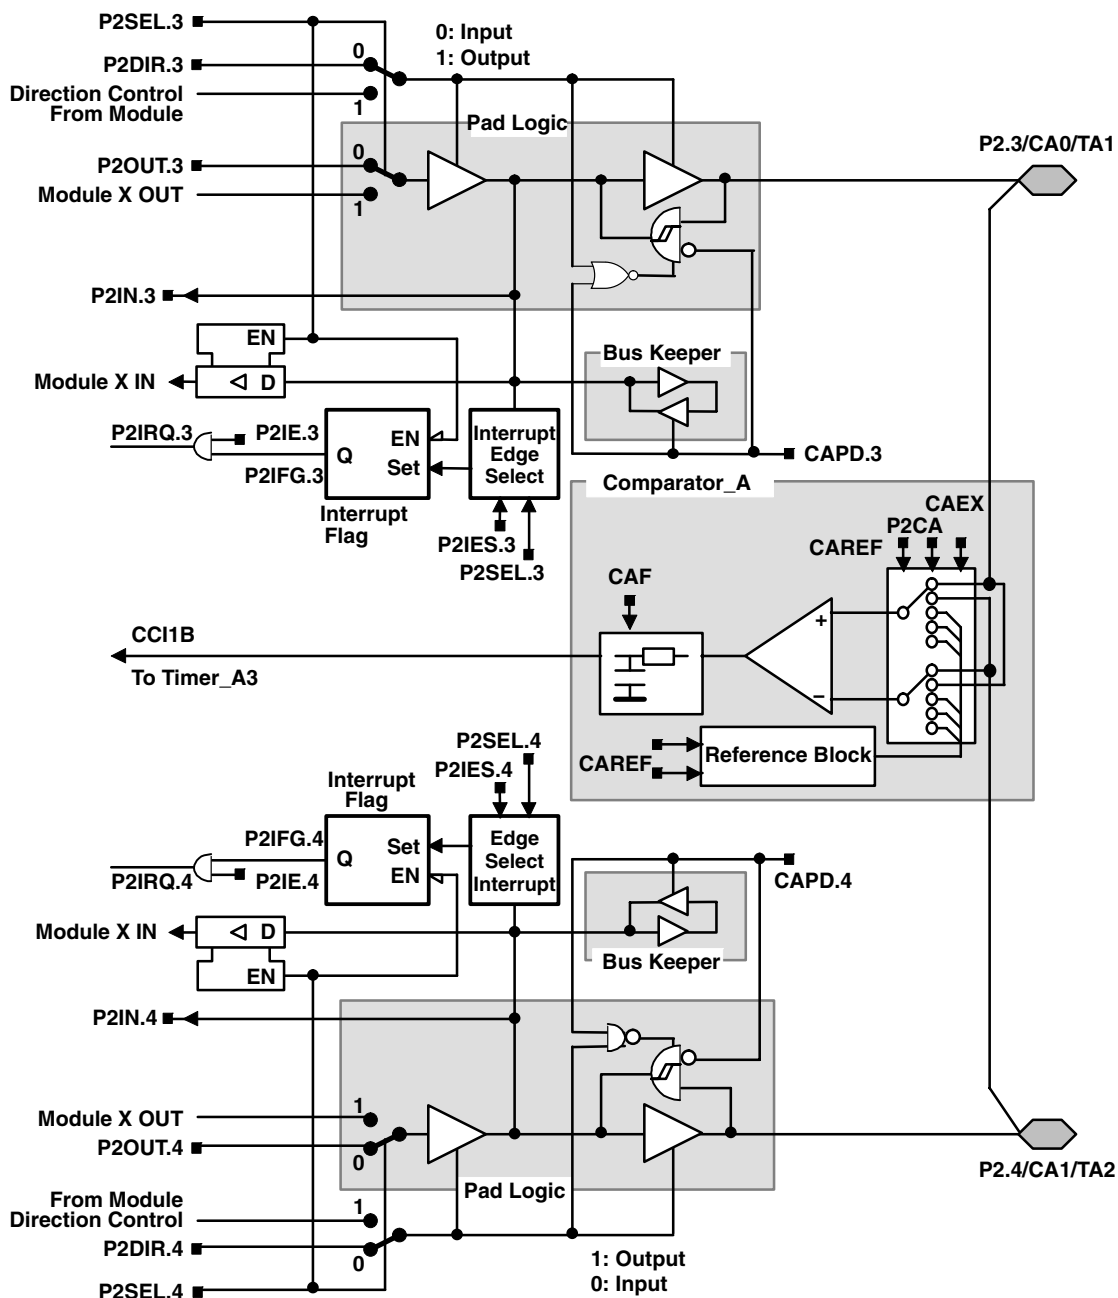 P2SEL.3
0: Input
1: Output
0
P2DIR.3
Direction Control
From Module
1
Pad Logic
P2.3/CA0/TA1
0
P2OUT.3
Module X OUT
1
P2IN.3
EN
Bus Keeper
Module X IN
D
P2IRQ.3
P2IE.3
P2IFG.3
Q
EN
Set
Interrupt
Edge
Select
CAPD.3
Interrupt
Flag
Comparator_A
P2IES.3
P2SEL.3
CAEX
P2CA
CAREF
CAF
CCI1B
To Timer_A3
+
−
P2SEL.4
P2IES.4
CAREF
Reference Block
Interrupt
Flag
P2IFG.4
P2IRQ.4
P2IE.4
Q
Set
EN
Edge
Select
Interrupt
CAPD.4
Module X IN
D
EN
Bus Keeper
P2IN.4
Module X OUT
1
P2OUT.4
0
Pad Logic
P2.4/CA1/TA2
From Module
Direction Control
1
P2DIR.4
0
1: Output
0: Input
P2SEL.4